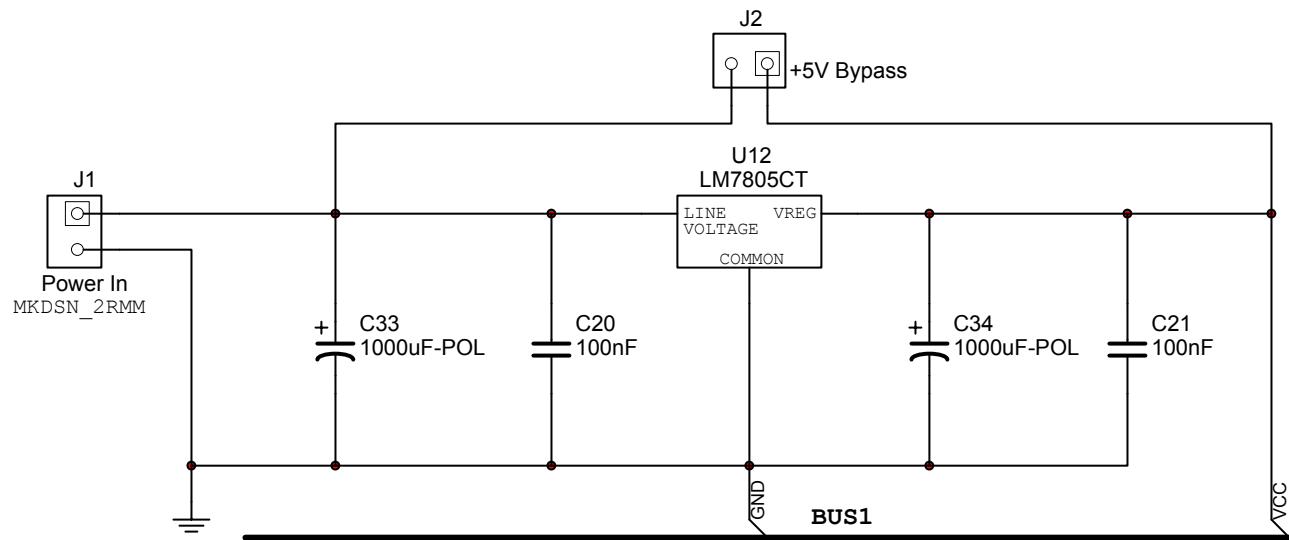 J2
+5V Bypass
U12
LM7805CT
J1
LINE VREG
VOLTAGE
COMMON
Power In
MKDSN_2RMM
+ C33
1000uF-POL
C20
100nF
+ C34
1000uF-POL
C21
100nF
GND
VCC
BUS1